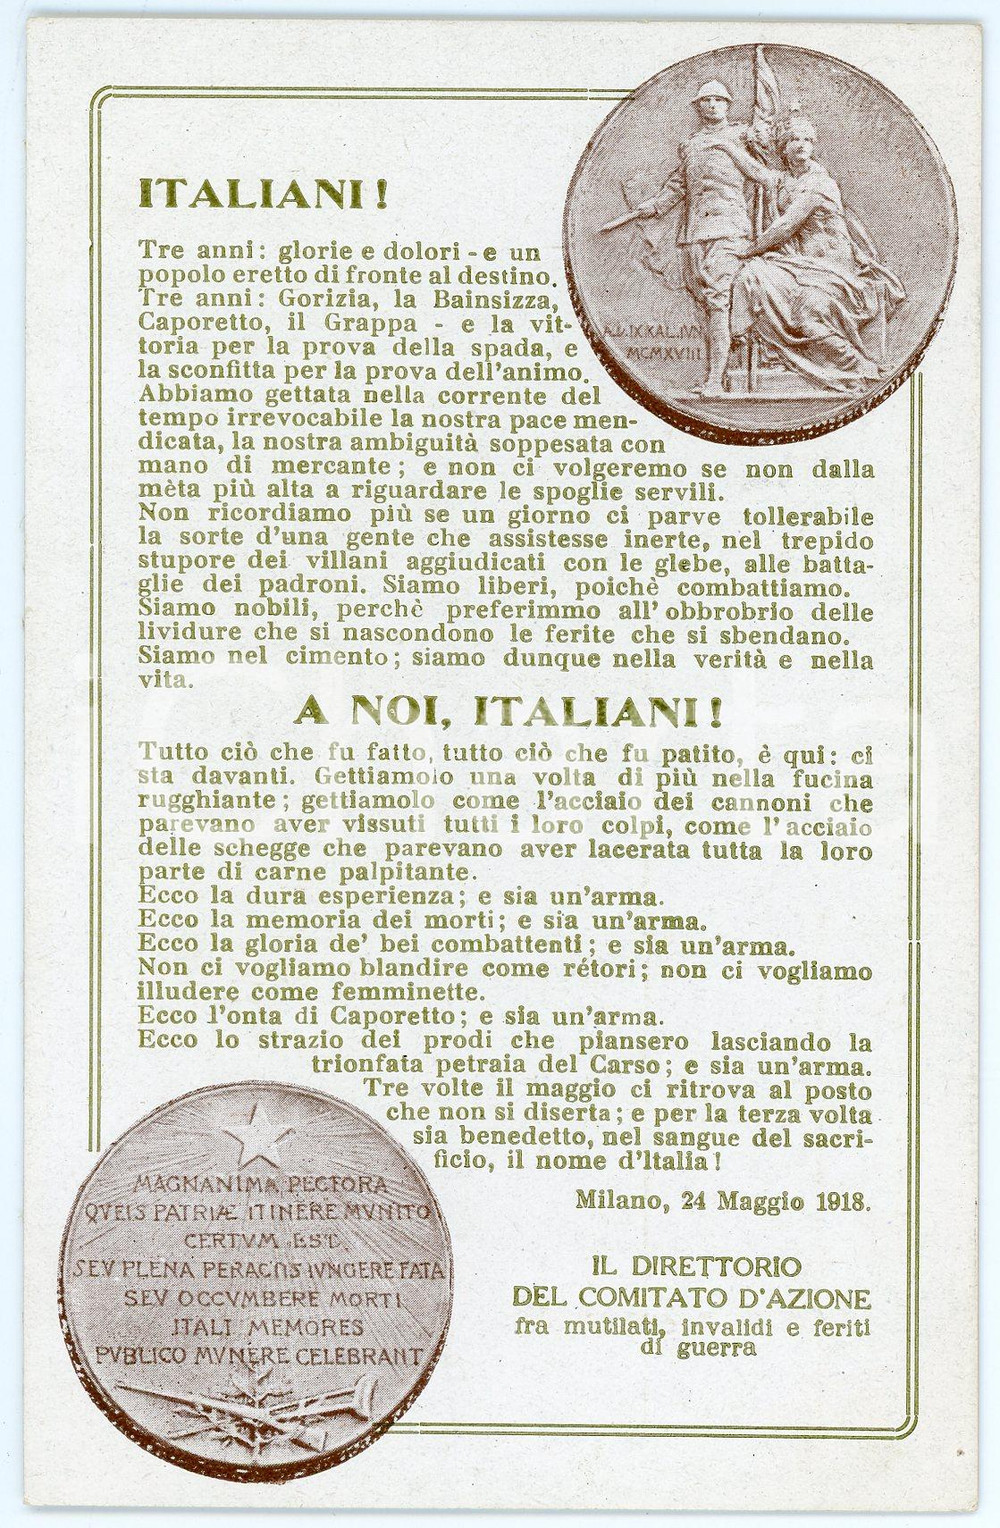 ITALIANI!
Tre anni: glorie e dolori - e un
popolo eretto di fronte al destino.
Tre anni: Gorizia, la Bainsizza,
Caporetto, il Grappa - e la vit-
toria per la prova della spada, e
la sconfitta per la prova dell'animo.
Abbiamo gettata nella corrente del
tempo irrevocabile la nostra pace men-
dicata, la nostra ambiguità soppesata con
mano di mercante; e non ci volgeremo se non dalla
mèta più alta a riguardare le spoglie servili.
Non ricordiamo più se un giorno ci parve tollerabile
la sorte d'una gente che assistesse inerte, nel trepido
stupore dei villani aggiudicati con le glebe, alle batta-
glie dei padroni. Siamo liberi, poichè combattiamo.
Siamo nobili, perchè preferimmo all'obbrobrio delle
lividure che si nascondono le ferite che si sbendano.
Siamo nel cimento; siamo dunque nella verità e nella
vita.
A NOI, ITALIANI!
Tutto ciò che fu fatto, tutto ciò che fu patito, è qui: ci
sta davanti. Gettiamolo una volta di più nella fucina
rugghiante; gettiamolo come l'acciaio dei cannoni che
parevano aver vissuti tutti i loro colpi, come l'acciaio
delle schegge che parevano aver lacerata tutta la loro
parte di carne palpitante.
Ecco la dura esperienza; e sia un'arma.
Ecco la memoria dei morti; e sia un'arma.
Ecco la gloria de' bei combattenti; e sia un'arma.
Non ci vogliamo blandire come rétori; non ci vogliamo
illudere come femminette.
Ecco l'onta di Caporetto; e sia un'arma.
Ecco lo strazio dei prodi che piansero lasciando la
trionfata petraia del Carso; e sia un'arma.
Tre volte il maggio ci ritrova al posto
che non si diserta; e per la terza volta
sia benedetto, nel sangue del sacri-
ficio, il nome d'Italia!
Milano, 24 Maggio 1918.
IL DIRETTORIO
DEL COMITATO D'AZIONE
fra mutilati, invalidi e feriti
di guerra
A.D. IX KAL. IVN
MCMXVIII
MAGNANIMA PECTORA
QVEIS PATRIÆ ITINERE MVNITO
CERTVM EST
SEV PLENA PERACTIS IVNGERE FATA
SEV OCCVMBERE MORTI
ITALI MEMORES
PVBLICO MVNERE CELEBRANT